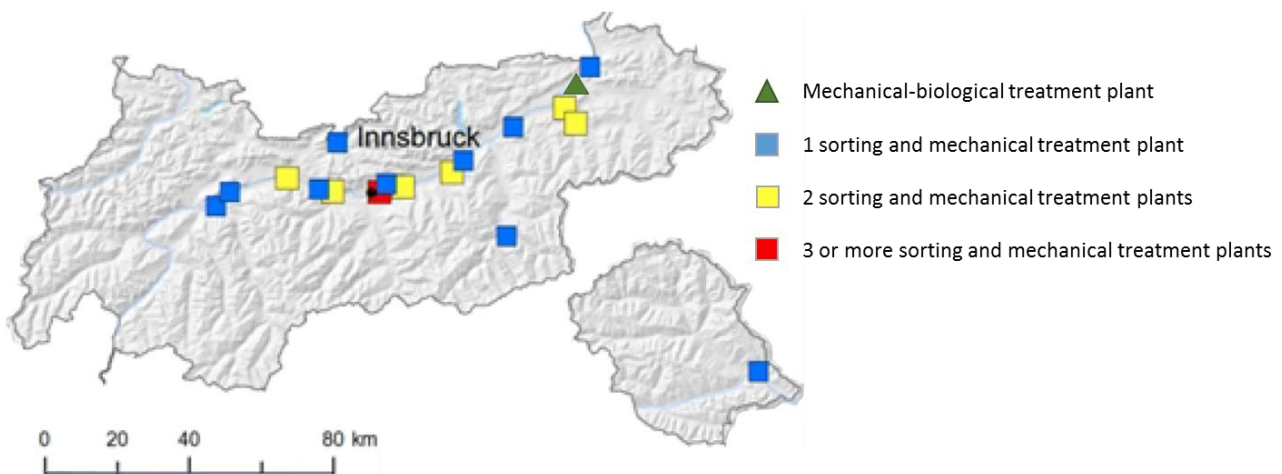 Innsbruck
Mechanical-biological treatment plant
1 sorting and mechanical treatment plant
2 sorting and mechanical treatment plants
3 or more sorting and mechanical treatment plants
0 20 40 80 km